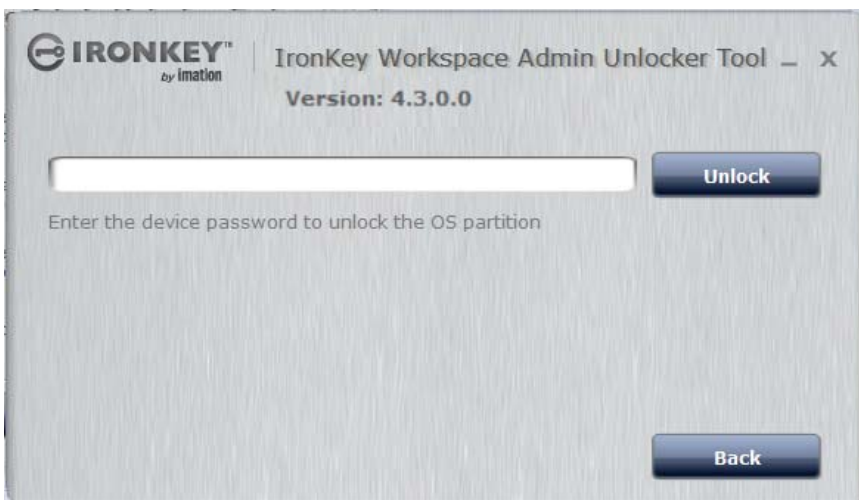 IRONKEY™
by imation
IronKey Workspace Admin Unlocker Tool
Version: 4.3.0.0
Unlock
Enter the device password to unlock the OS partition
Back